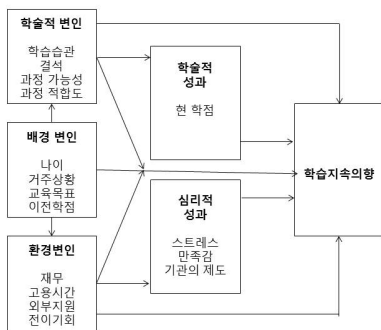 학술적 변인
학습습관
결석
과정 가능성
과정 적합도
배경 변인
나이
거주상황
교육목표
이전학점
환경변인
재무
고용시간
외부지원
전이기회
학술적
성과
현 학점
심리적
성과
스트레스
만족감
기관의 제도
학습지속의향